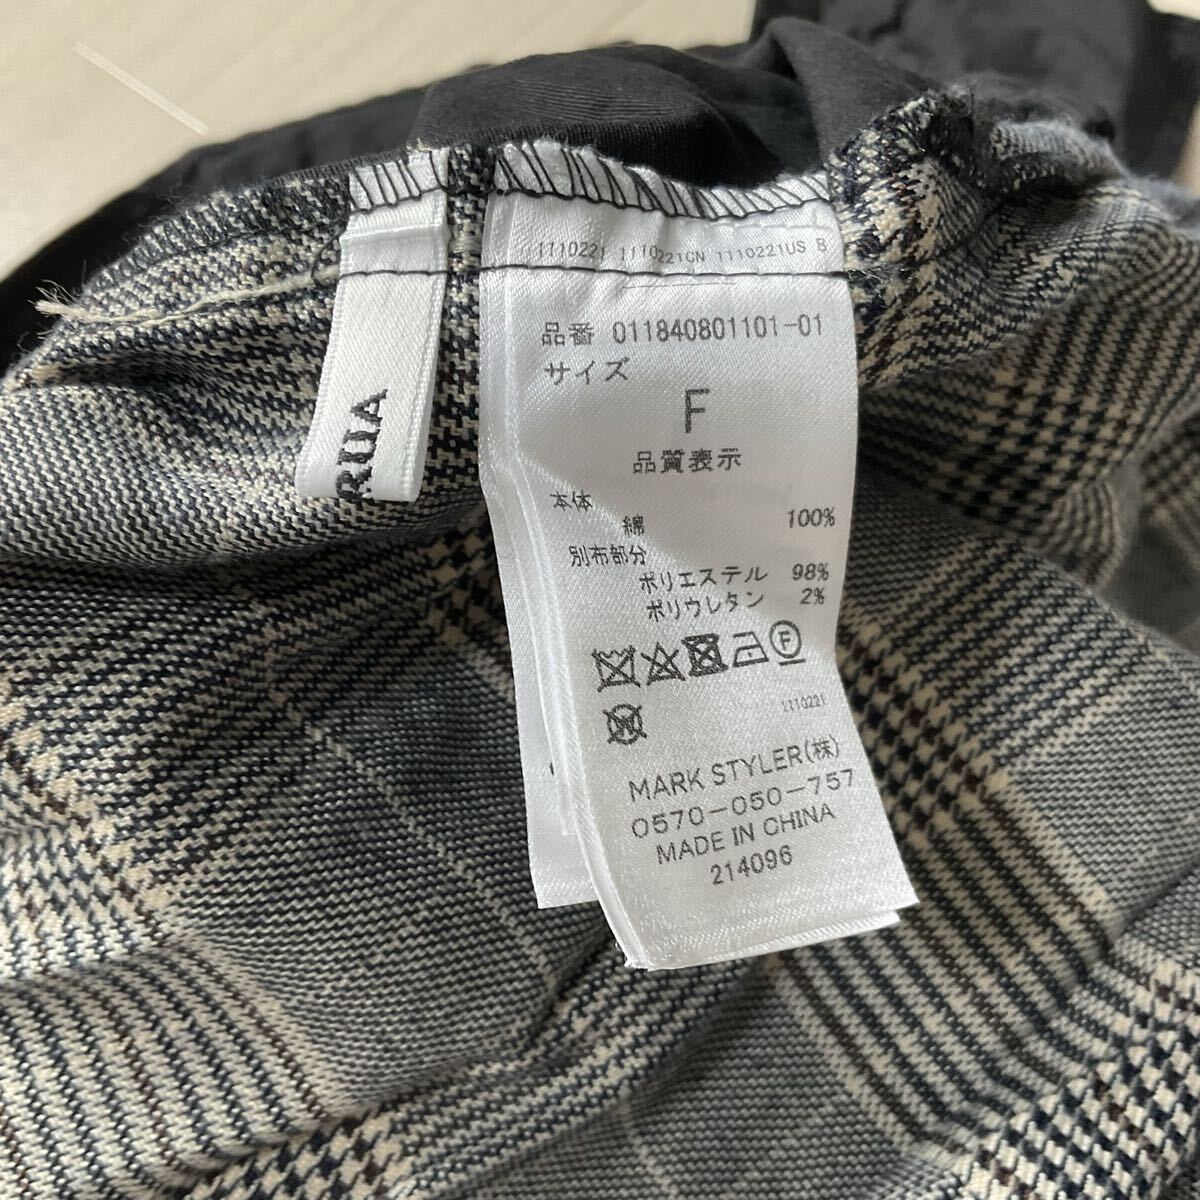 RUA
1110221 1110221CN 1110221US B
品番 011840801101-01
サイズ
F
品質表示
本体
綿 100%
別布部分
ポリエステル 98%
ポリウレタン 2%
F
W
1110221
MARK STYLER(株)
0570-050-757
MADE IN CHINA
214096